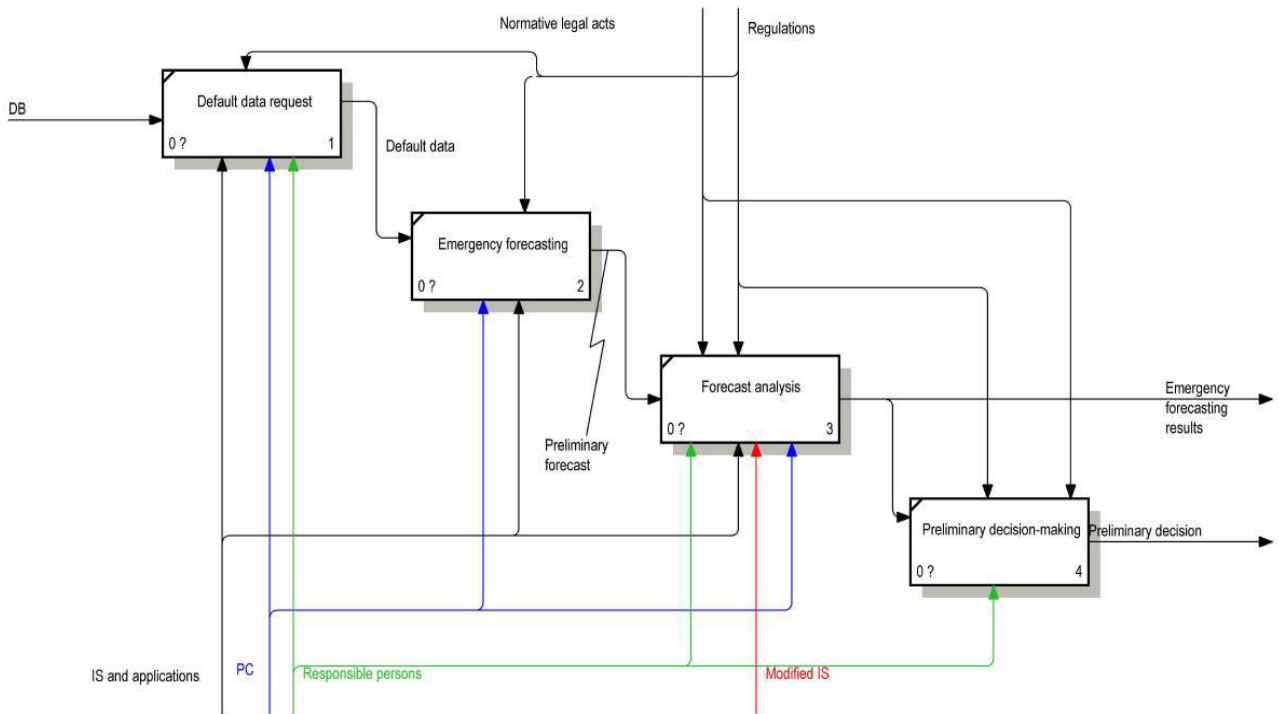 Normative legal acts
Regulations
DB
Default data request
0 ?
1
Default data
Emergency forecasting
0 ?
2
Preliminary
forecast
Forecast analysis
0 ?
3
Emergency
forecasting
results
Preliminary decision-making
0 ?
4
Preliminary decision
IS and applications
PC
Responsible persons
Modified IS